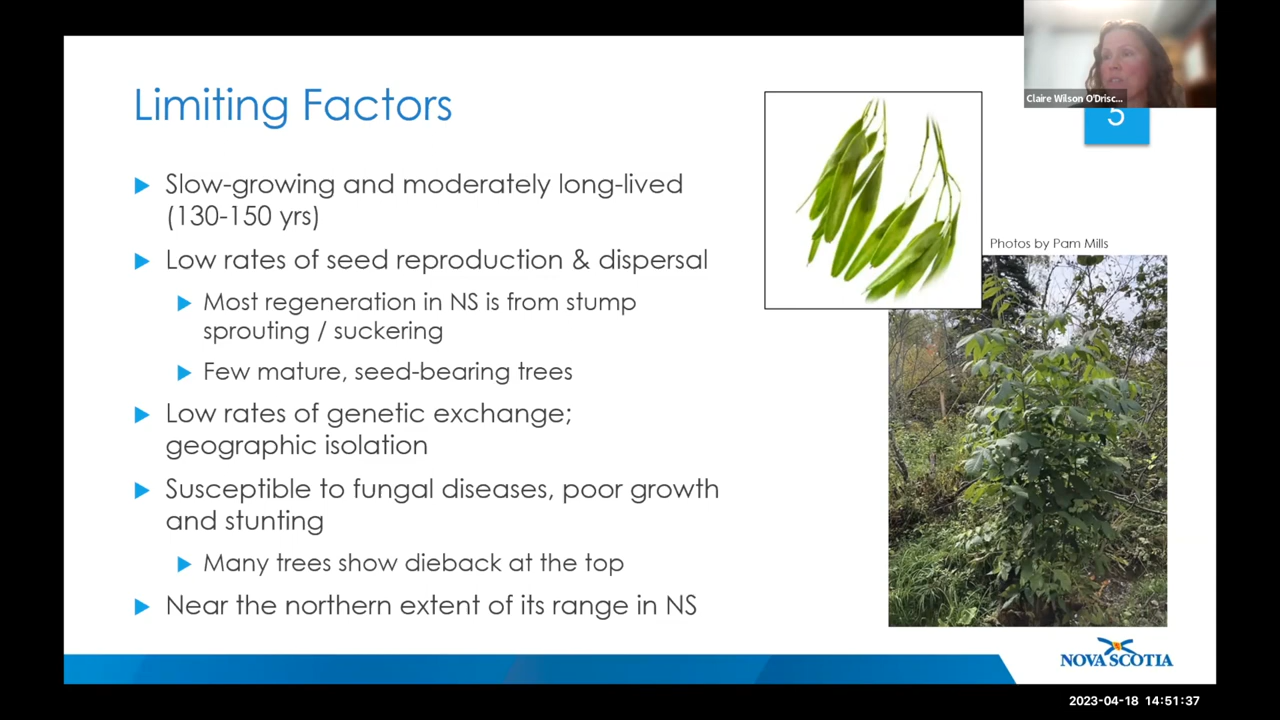 Limiting Factors
Claire Wilson O'Drisc...
5
Slow-growing and moderately long-lived
(130-150 yrs)
Low rates of seed reproduction & dispersal
Most regeneration in NS is from stump
sprouting / suckering
Few mature, seed-bearing trees
Low rates of genetic exchange;
geographic isolation
Susceptible to fungal diseases, poor growth
and stunting
Many trees show dieback at the top
Near the northern extent of its range in NS
Photos by Pam Mills
NOVA SCOTIA
2023-04-18 14:51:37